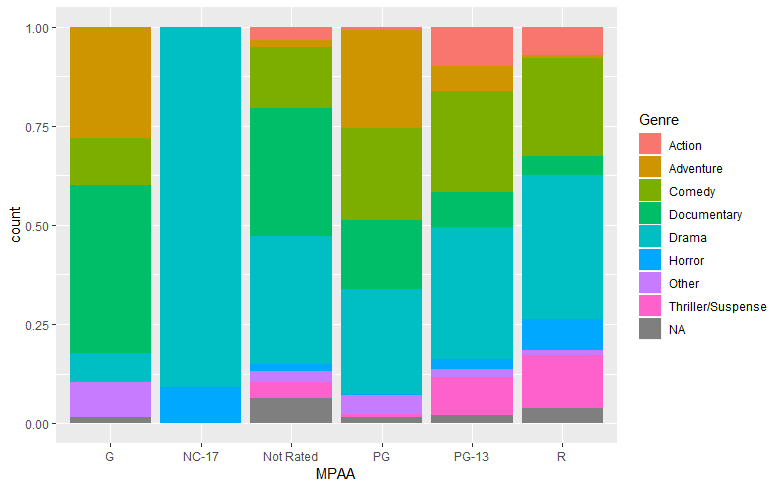 1.00
0.75
0.50
0.25
0.00
count
G
NC-17
Not Rated
PG
PG-13
R
MPAA
Genre
Action
Adventure
Comedy
Documentary
Drama
Horror
Other
Thriller/Suspense
NA